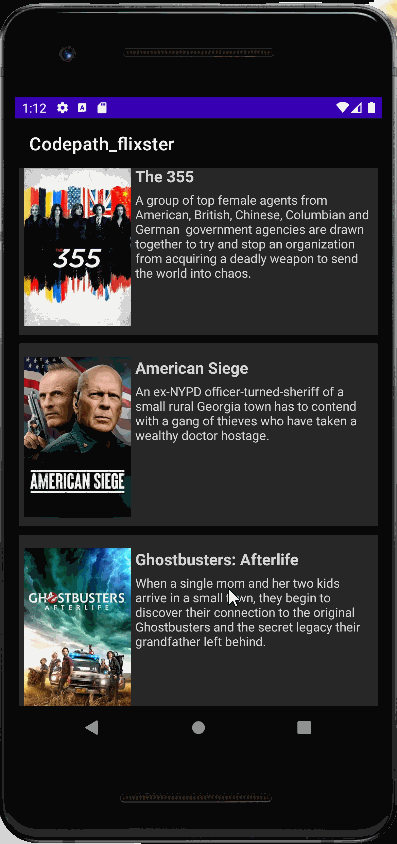 1:12
Codepath_flixster
The 355
A group of top female agents from
American, British, Chinese, Columbian and
German  government agencies are drawn
together to try and stop an organization
from acquiring a deadly weapon to send
the world into chaos.
355
American Siege
An ex-NYPD officer-turned-sheriff of a
small rural Georgia town has to contend
with a gang of thieves who have taken a
wealthy doctor hostage.
AMERICAN SIEGE
Ghostbusters: Afterlife
When a single mom and her two kids
arrive in a small town, they begin to
discover their connection to the original
Ghostbusters and the secret legacy their
grandfather left behind.
GHOSTBUSTERS
AFTERLIFE